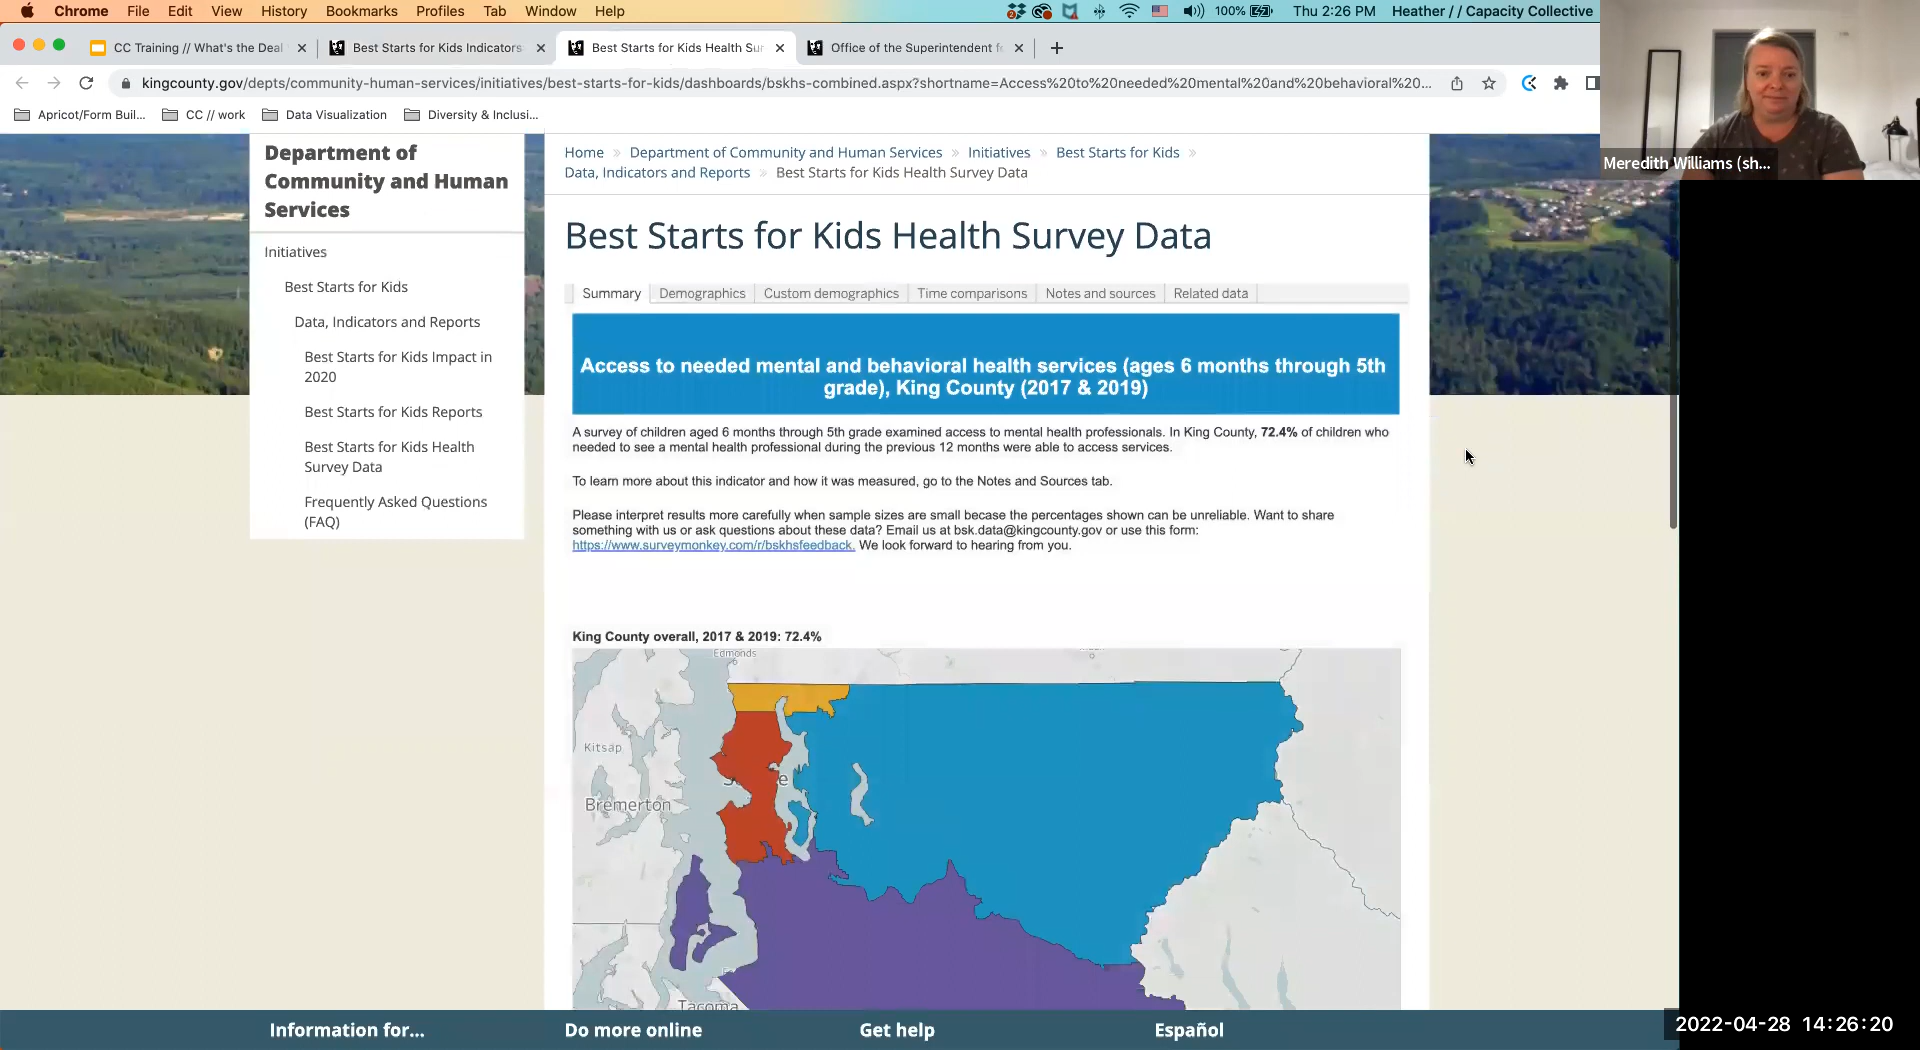 Chrome File Edit View History Bookmarks Profiles Tab Window Help 100% Thu 2:26 PM Heather // Capacity Collective
CC Training // What's the Deal
Best Starts for Kids Indicators
Best Starts for Kids Health Sur
Office of the Superintendent f
kingcounty.gov/depts/community-human-services/initiatives/best-starts-for-kids/dashboards/bskhs-combined.aspx?shortname=Access%20to%20needed%20mental%20and%20behavioral%20...
Apricot/Form Buil... CC // work Data Visualization Diversity & Inclusi...
Meredith Williams (sh...
Department of
Community and Human
Services
Initiatives
Best Starts for Kids
Data, Indicators and Reports
Best Starts for Kids Impact in
2020
Best Starts for Kids Reports
Best Starts for Kids Health
Survey Data
Frequently Asked Questions
(FAQ)
Home » Department of Community and Human Services » Initiatives » Best Starts for Kids »
Data, Indicators and Reports » Best Starts for Kids Health Survey Data
Best Starts for Kids Health Survey Data
Summary Demographics Custom demographics Time comparisons Notes and sources Related data
Access to needed mental and behavioral health services (ages 6 months through 5th
grade), King County (2017 & 2019)
A survey of children aged 6 months through 5th grade examined access to mental health professionals. In King County, 72.4% of children who
needed to see a mental health professional during the previous 12 months were able to access services.
To learn more about this indicator and how it was measured, go to the Notes and Sources tab.
Please interpret results more carefully when sample sizes are small becase the percentages shown can be unreliable. Want to share
something with us or ask questions about these data? Email us at bsk.data@kingcounty.gov or use this form:
https://www.surveymonkey.com/r/bskhsfeedback. We look forward to hearing from you.
King County overall, 2017 & 2019: 72.4%
Edmonds
Kitsap
Bremerton
Tacoma
Information for... Do more online Get help Español
2022-04-28 14:26:20